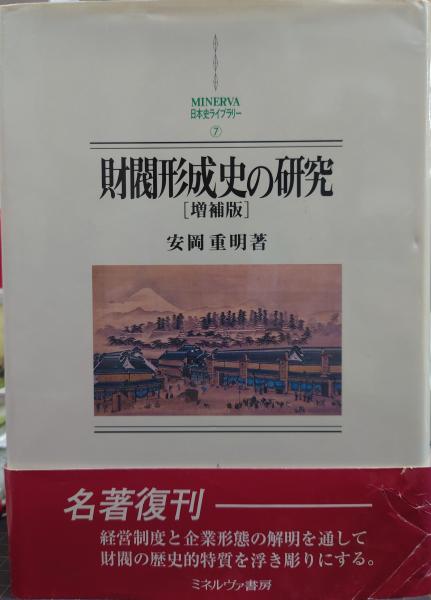 MINERVA
日本史ライブラリー
⑦
財閥形成史の研究
［増補版］
安岡重明著
名著復刊
経営制度と企業形態の解明を通して
財閥の歴史的特質を浮き彫りにする。
ミネルヴァ書房